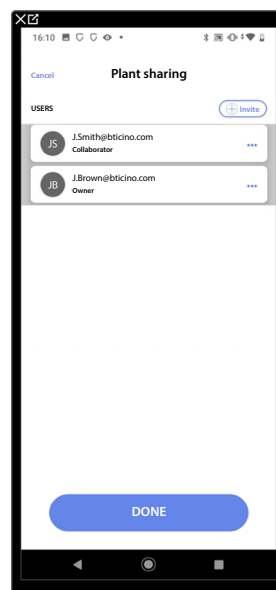 16:10
Cancel
Plant sharing
USERS
Invite
JS
J.Smith@bticino.com
Collaborator
JB
J.Brown@bticino.com
Owner
DONE